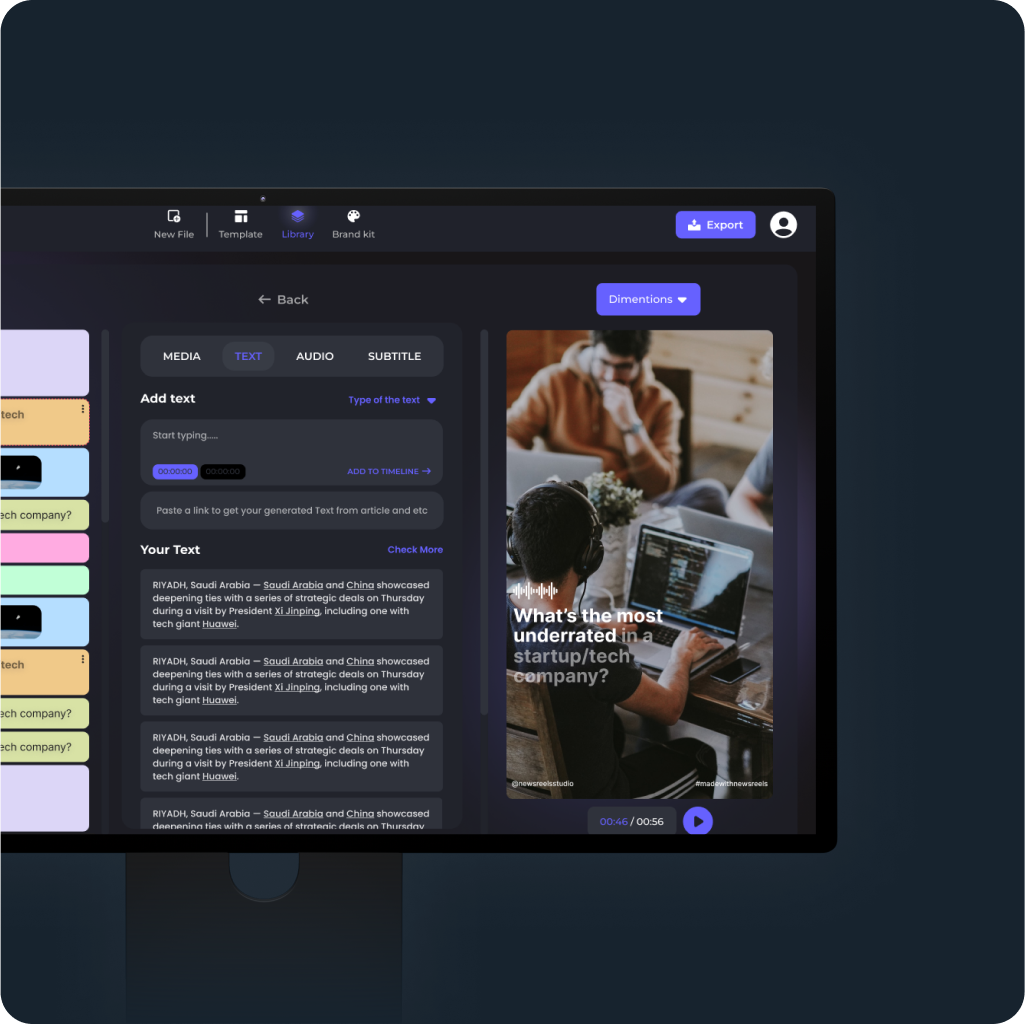 New File
Template
Library
Brand kit
Export
Back
Dimentions
tech
ech company?
tech
ech company?
ech company?
MEDIA
TEXT
AUDIO
SUBTITLE
Add text
Type of the text
Start typing.....
00:00:00
00:00:00
ADD TO TIMELINE
Paste a link to get your generated Text from article and etc
Your Text
Check More
RIYADH, Saudi Arabia — Saudi Arabia and China showcased
deepening ties with a series of strategic deals on Thursday
during a visit by President Xi Jinping, including one with
tech giant Huawei.
RIYADH, Saudi Arabia — Saudi Arabia and China showcased
deepening ties with a series of strategic deals on Thursday
during a visit by President Xi Jinping, including one with
tech giant Huawei.
RIYADH, Saudi Arabia — Saudi Arabia and China showcased
deepening ties with a series of strategic deals on Thursday
during a visit by President Xi Jinping, including one with
tech giant Huawei.
RIYADH, Saudi Arabia — Saudi Arabia and China showcased
deepening ties with a series of strategic deals on Thursday
What's the most
underrated in a
startup/tech
company?
@newsreelsstudio
#madewithnewsreels
00:46 / 00:56